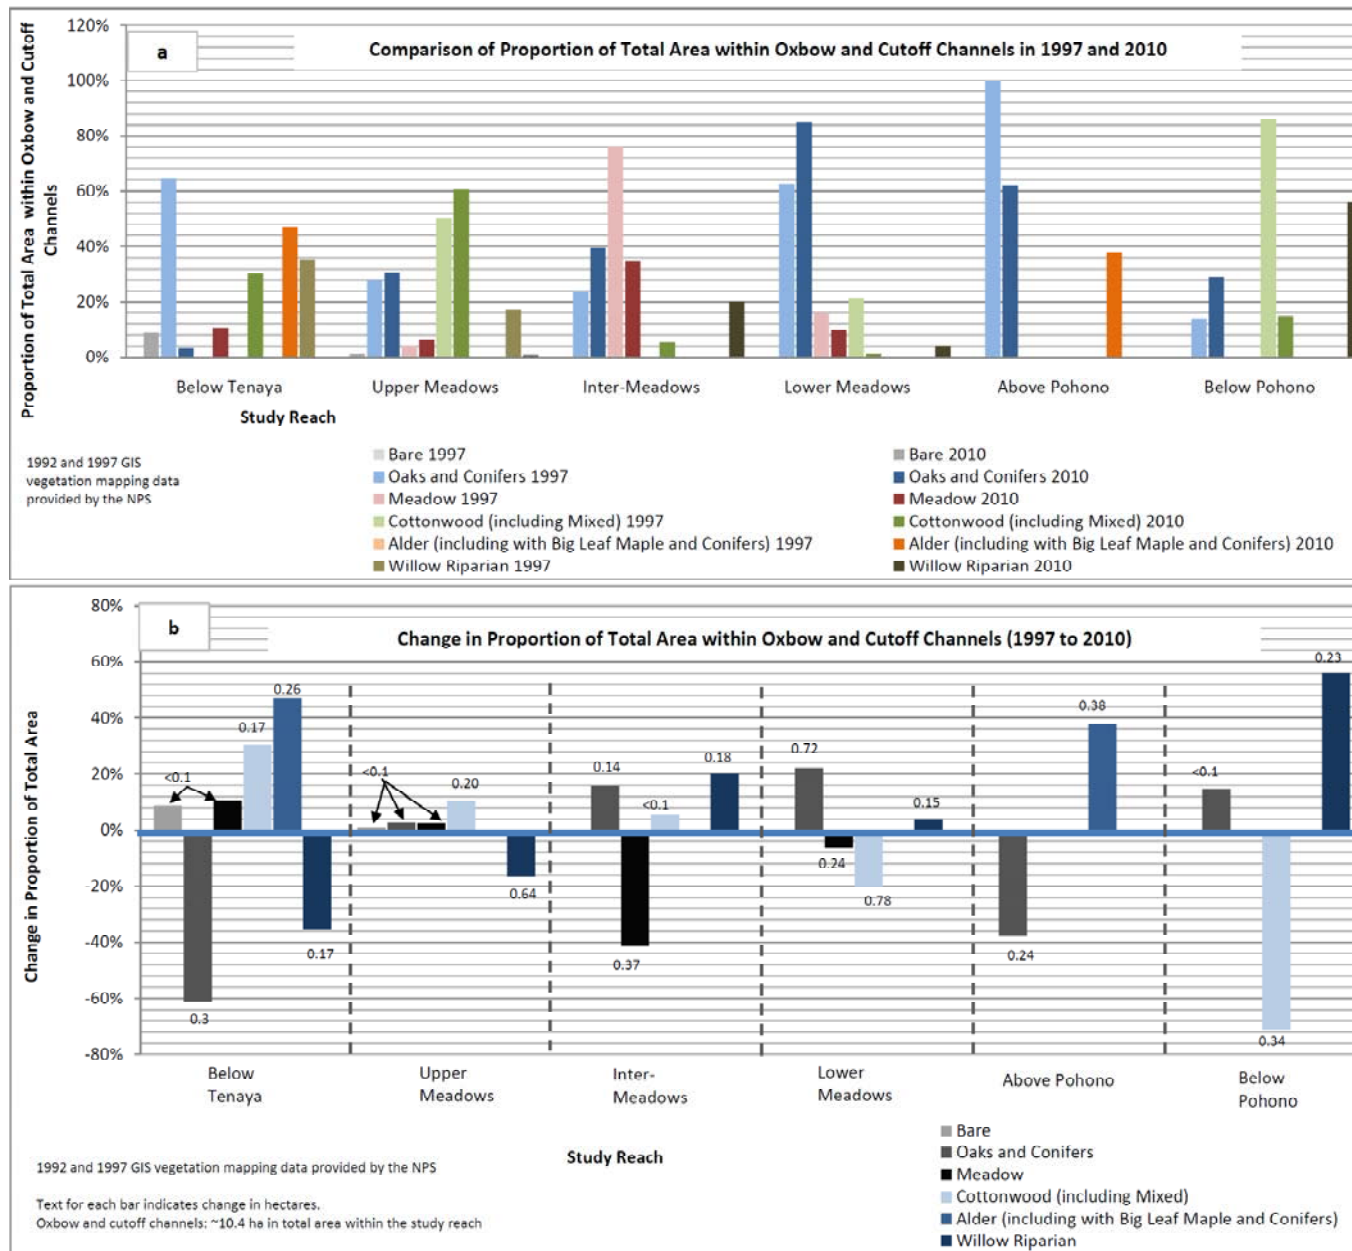 120%
a
Comparison of Proportion of Total Area within Oxbow and Cutoff Channels in 1997 and 2010
100%
80%
60%
40%
20%
0%
Proportion of Total Area within Oxbow and Cutoff
Channels
Below Tenaya
Upper Meadows
Inter-Meadows
Lower Meadows
Above Pohono
Below Pohono
Study Reach
1992 and 1997 GIS
vegetation mapping data
provided by the NPS
Bare 1997
Bare 2010
Oaks and Conifers 1997
Oaks and Conifers 2010
Meadow 1997
Meadow 2010
Cottonwood (including Mixed) 1997
Cottonwood (including Mixed) 2010
Alder (including with Big Leaf Maple and Conifers) 1997
Alder (including with Big Leaf Maple and Conifers) 2010
Willow Riparian 1997
Willow Riparian 2010
80%
b
Change in Proportion of Total Area within Oxbow and Cutoff Channels (1997 to 2010)
60%
40%
20%
0%
-20%
-40%
-60%
-80%
Change in Proportion of Total Area
<0.1
0.3
0.17
0.26
0.17
<0.1
0.20
0.64
0.14
0.37
<0.1
0.18
0.72
0.24
0.78
0.15
0.24
0.38
<0.1
0.34
0.23
Below
Tenaya
Upper
Meadows
Inter-
Meadows
Lower
Meadows
Above Pohono
Below
Pohono
Study Reach
1992 and 1997 GIS vegetation mapping data provided by the NPS
Text for each bar indicates change in hectares.
Oxbow and cutoff channels: ~10.4 ha in total area within the study reach
Bare
Oaks and Conifers
Meadow
Cottonwood (including Mixed)
Alder (including with Big Leaf Maple and Conifers)
Willow Riparian